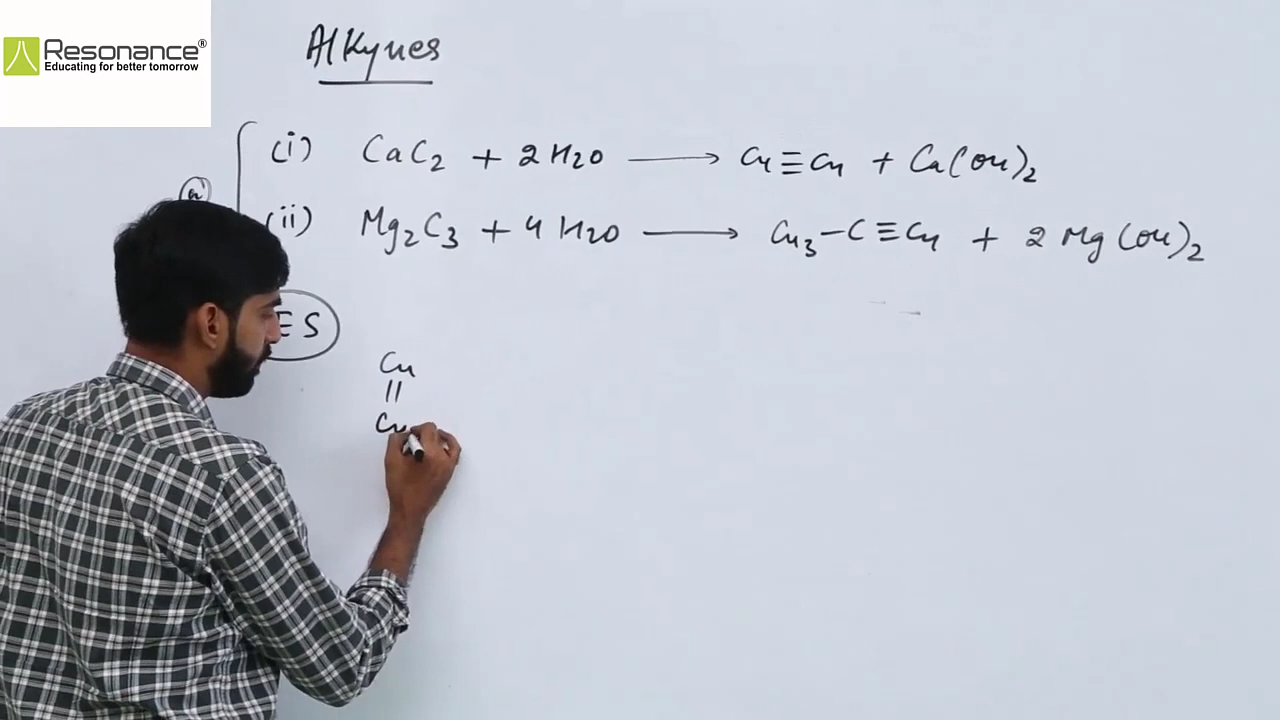 Resonance®
Educating for better tomorrow
Alkynes
(i) CaC2 + 2H2O ⟶ CH≡CH + Ca(OH)2
(ii) Mg2C3 + 4H2O ⟶ CH3–C≡CH + 2Mg(OH)2
ES
CH
||
CH